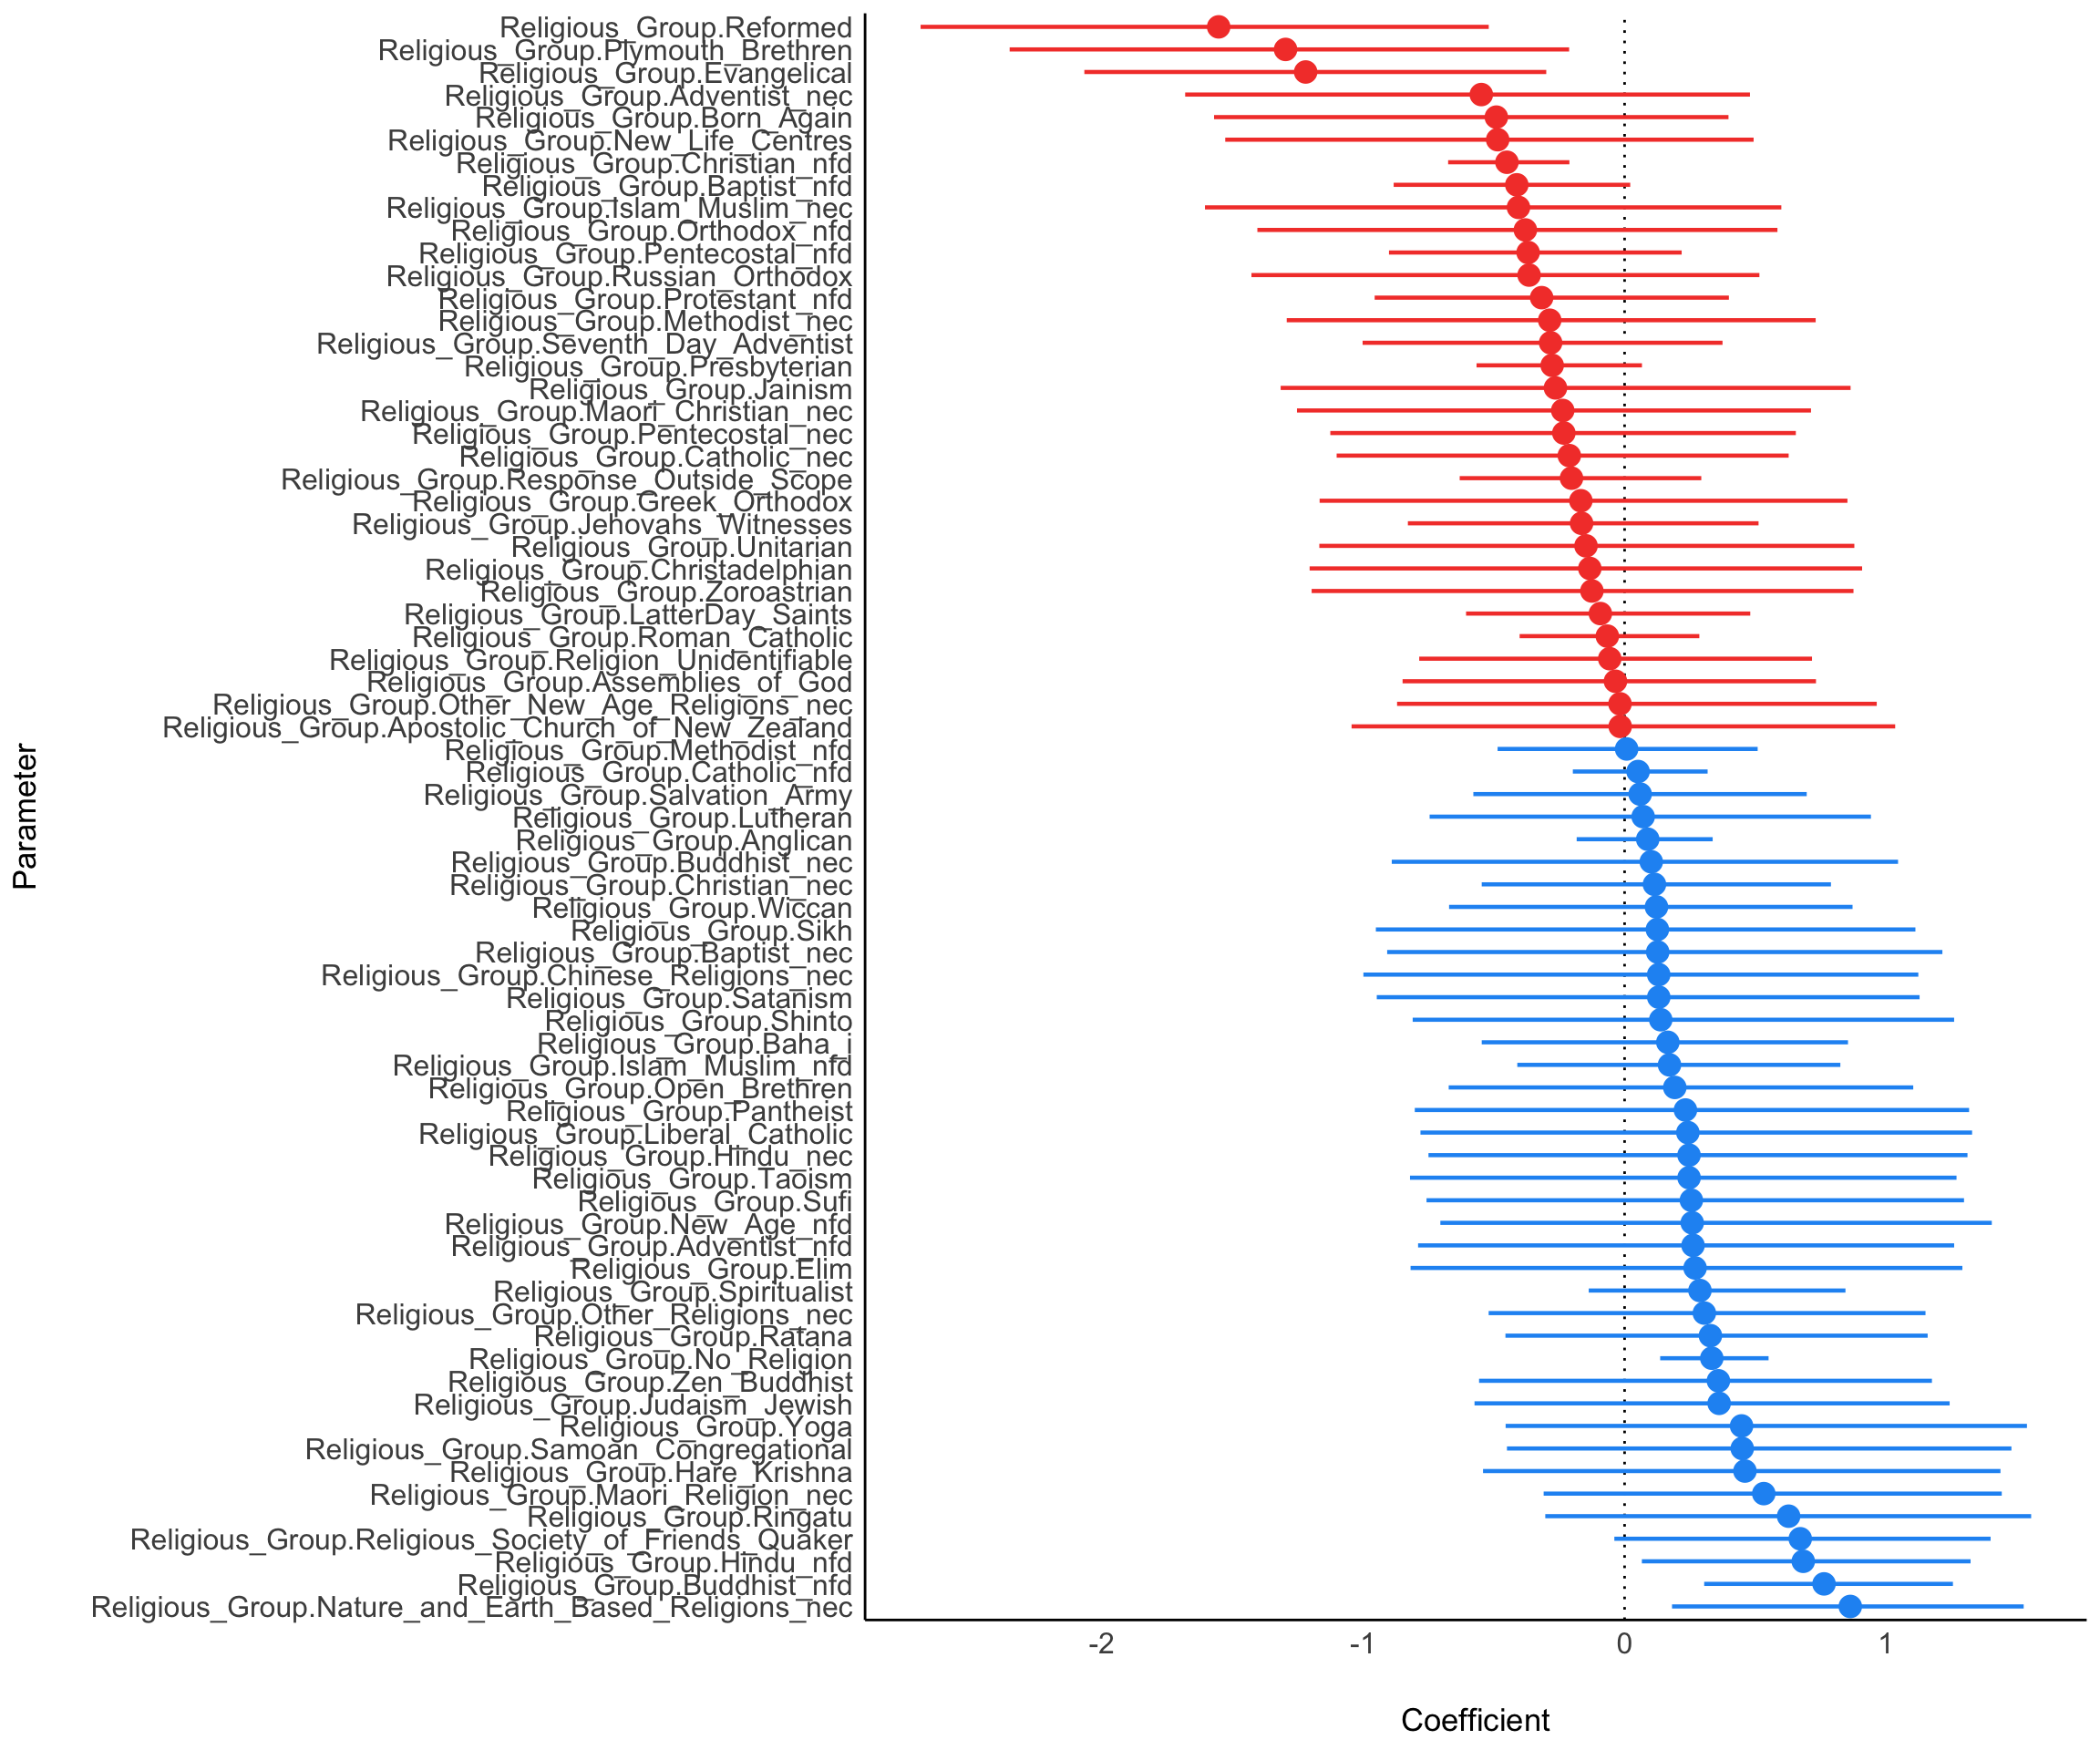 Religious_Group.Reformed
Religious_Group.Plymouth_Brethren
Religious_Group.Evangelical
Religious_Group.Adventist_nec
Religious_Group.Born_Again
Religious_Group.New_Life_Centres
Religious_Group.Christian_nfd
Religious_Group.Baptist_nfd
Religious_Group.Islam_Muslim_nec
Religious_Group.Orthodox_nfd
Religious_Group.Pentecostal_nfd
Religious_Group.Russian_Orthodox
Religious_Group.Protestant_nfd
Religious_Group.Methodist_nec
Religious_Group.Seventh_Day_Adventist
Religious_Group.Presbyterian
Religious_Group.Jainism
Religious_Group.Maori_Christian_nec
Religious_Group.Pentecostal_nec
Religious_Group.Catholic_nec
Religious_Group.Response_Outside_Scope
Religious_Group.Greek_Orthodox
Religious_Group.Jehovahs_Witnesses
Religious_Group.Unitarian
Religious_Group.Christadelphian
Religious_Group.Zoroastrian
Religious_Group.LatterDay_Saints
Religious_Group.Roman_Catholic
Religious_Group.Religion_Unidentifiable
Religious_Group.Assemblies_of_God
Religious_Group.Other_New_Age_Religions_nec
Religious_Group.Apostolic_Church_of_New_Zealand
Religious_Group.Methodist_nfd
Religious_Group.Catholic_nfd
Religious_Group.Salvation_Army
Religious_Group.Lutheran
Religious_Group.Anglican
Religious_Group.Buddhist_nec
Religious_Group.Christian_nec
Religious_Group.Wiccan
Religious_Group.Sikh
Religious_Group.Baptist_nec
Religious_Group.Chinese_Religions_nec
Religious_Group.Satanism
Religious_Group.Shinto
Religious_Group.Baha_i
Religious_Group.Islam_Muslim_nfd
Religious_Group.Open_Brethren
Religious_Group.Pantheist
Religious_Group.Liberal_Catholic
Religious_Group.Hindu_nec
Religious_Group.Taoism
Religious_Group.Sufi
Religious_Group.New_Age_nfd
Religious_Group.Adventist_nfd
Religious_Group.Elim
Religious_Group.Spiritualist
Religious_Group.Other_Religions_nec
Religious_Group.Ratana
Religious_Group.No_Religion
Religious_Group.Zen_Buddhist
Religious_Group.Judaism_Jewish
Religious_Group.Yoga
Religious_Group.Samoan_Congregational
Religious_Group.Hare_Krishna
Religious_Group.Maori_Religion_nec
Religious_Group.Ringatu
Religious_Group.Religious_Society_of_Friends_Quaker
Religious_Group.Hindu_nfd
Religious_Group.Buddhist_nfd
Religious_Group.Nature_and_Earth_Based_Religions_nec
Parameter
-2 -1 0 1
Coefficient